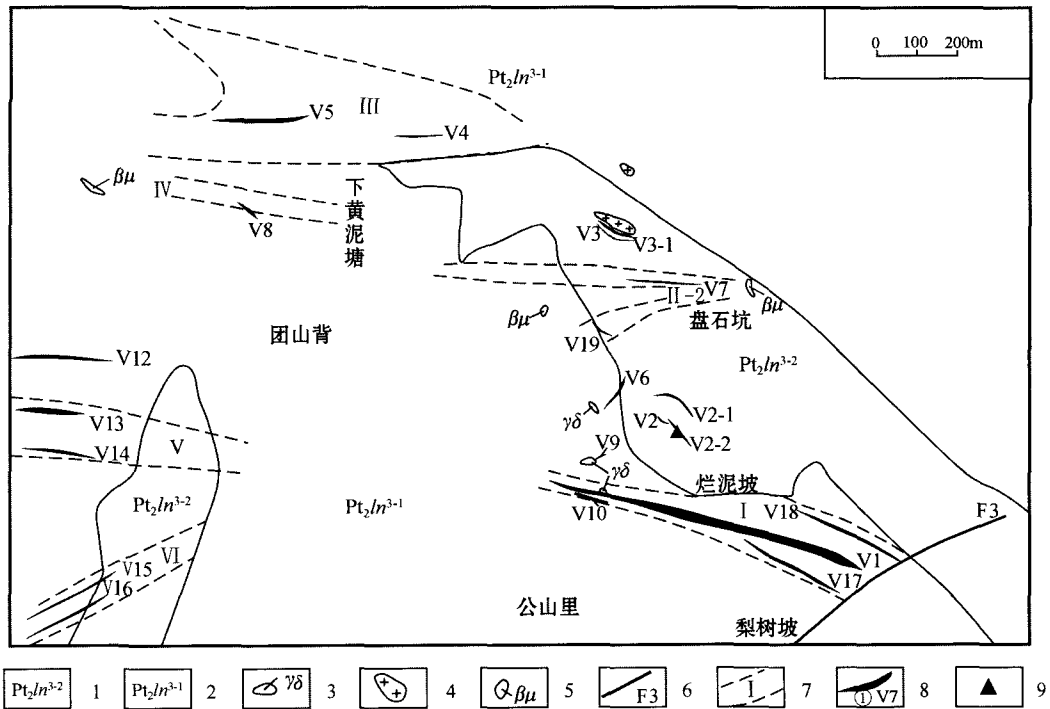 0 100 200m
Pt₂ln³⁻¹
III
V5
V4
βμ
IV
V8
下黄泥塘
V3
V3-1
V7
II-2
βμ
盘石坑
βμ
V19
团山背
V12
Pt₂ln³⁻²
V6
V13
γδ
V2
V2-1
V14
V
V9
V2-2
γδ
烂泥坡
Pt₂ln³⁻²
Pt₂ln³⁻¹
V10
I
V18
F3
VI
V15
V16
V1
V17
公山里
梨树坡
Pt₂ln³⁻² 1
Pt₂ln³⁻¹ 2
γδ 3
4
βμ 5
F3 6
I 7
① V7 8
9